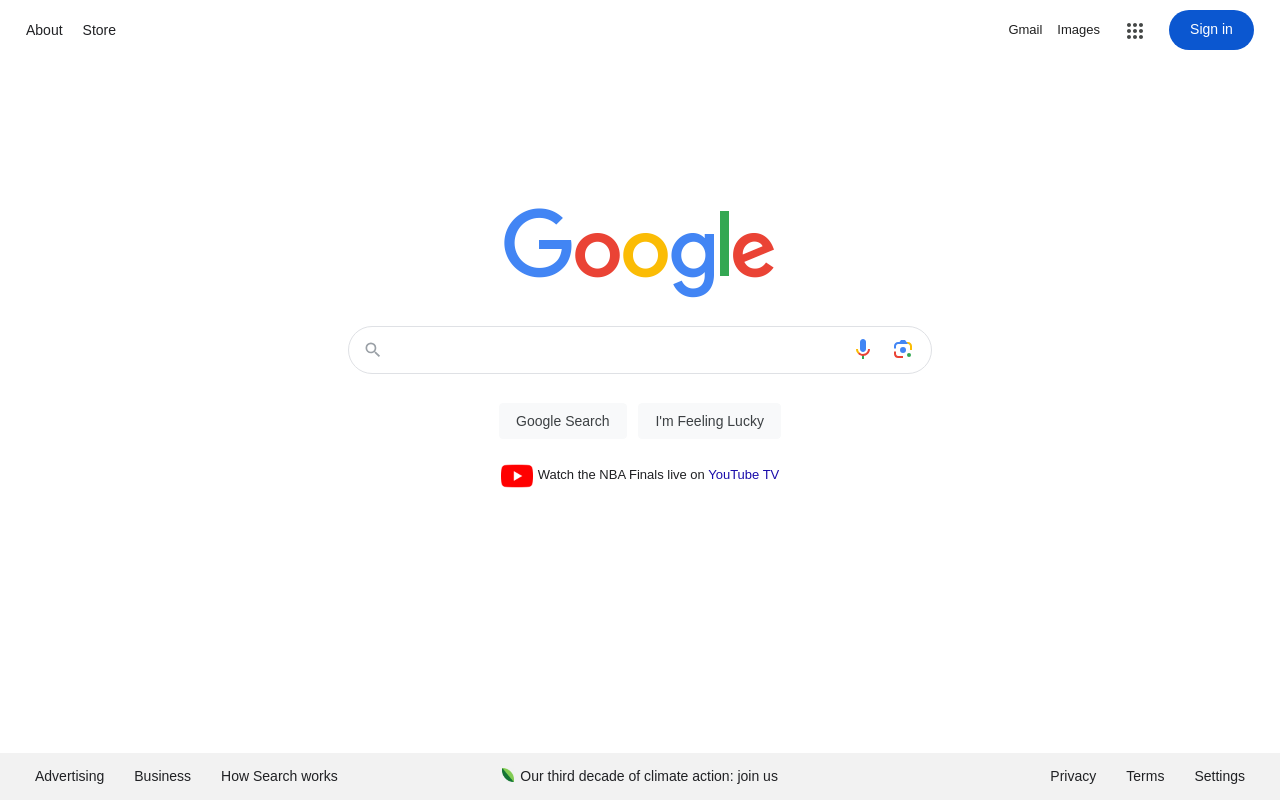 About Store Gmail Images Sign in
Google
Google Search I'm Feeling Lucky
Watch the NBA Finals live on YouTube TV
Advertising Business How Search works Our third decade of climate action: join us Privacy Terms Settings